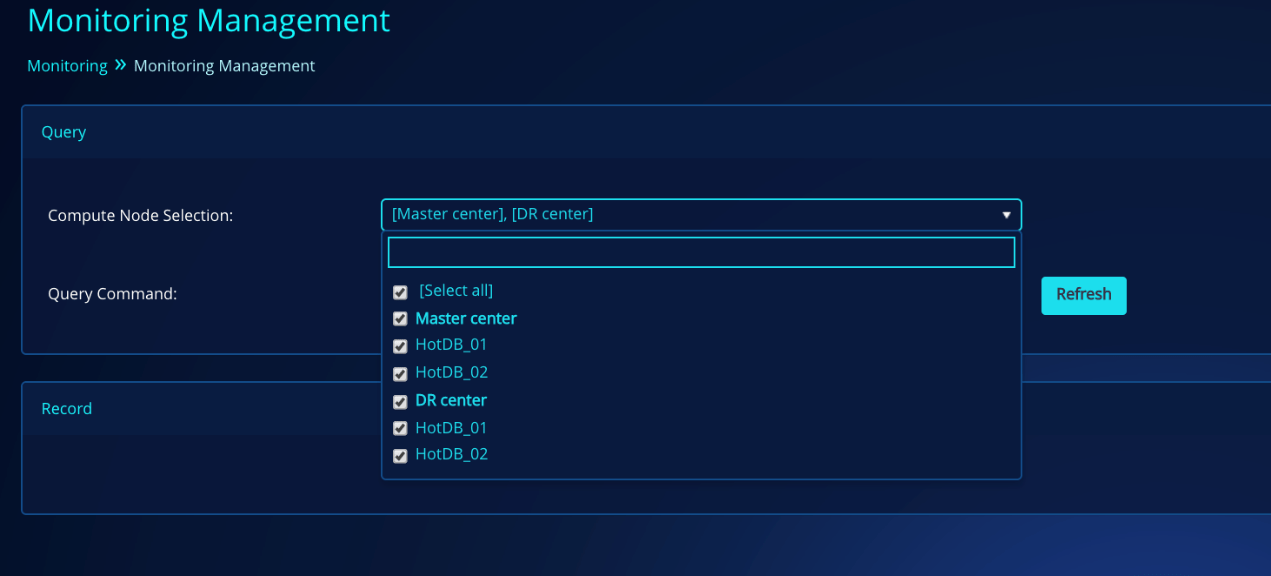 Monitoring Management
Monitoring » Monitoring Management
Query
Compute Node Selection:
[Master center], [DR center]
[Select all]
Master center
HotDB_01
HotDB_02
DR center
HotDB_01
HotDB_02
Query Command:
Refresh
Record